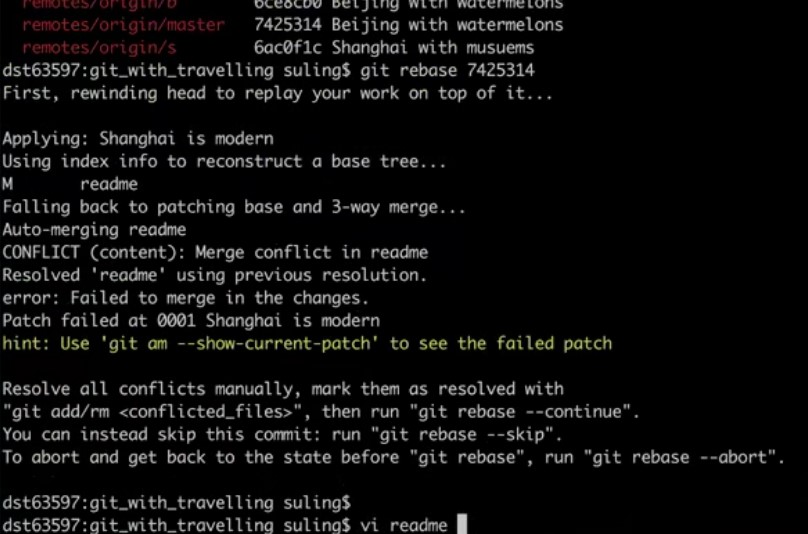 remotes/origin/b 6ce8cb0 Beijing with watermelons
remotes/origin/master 7425314 Beijing with watermelons
remotes/origin/s 6ac0f1c Shanghai with musuems
dst63597:git_with_travelling suling$ git rebase 7425314
First, rewinding head to replay your work on top of it...
Applying: Shanghai is modern
Using index info to reconstruct a base tree...
M readme
Falling back to patching base and 3-way merge...
Auto-merging readme
CONFLICT (content): Merge conflict in readme
Resolved 'readme' using previous resolution.
error: Failed to merge in the changes.
Patch failed at 0001 Shanghai is modern
hint: Use 'git am --show-current-patch' to see the failed patch
Resolve all conflicts manually, mark them as resolved with
"git add/rm <conflicted_files>", then run "git rebase --continue".
You can instead skip this commit: run "git rebase --skip".
To abort and get back to the state before "git rebase", run "git rebase --abort".
dst63597:git_with_travelling suling$
dst63597:git_with_travelling suling$ vi readme